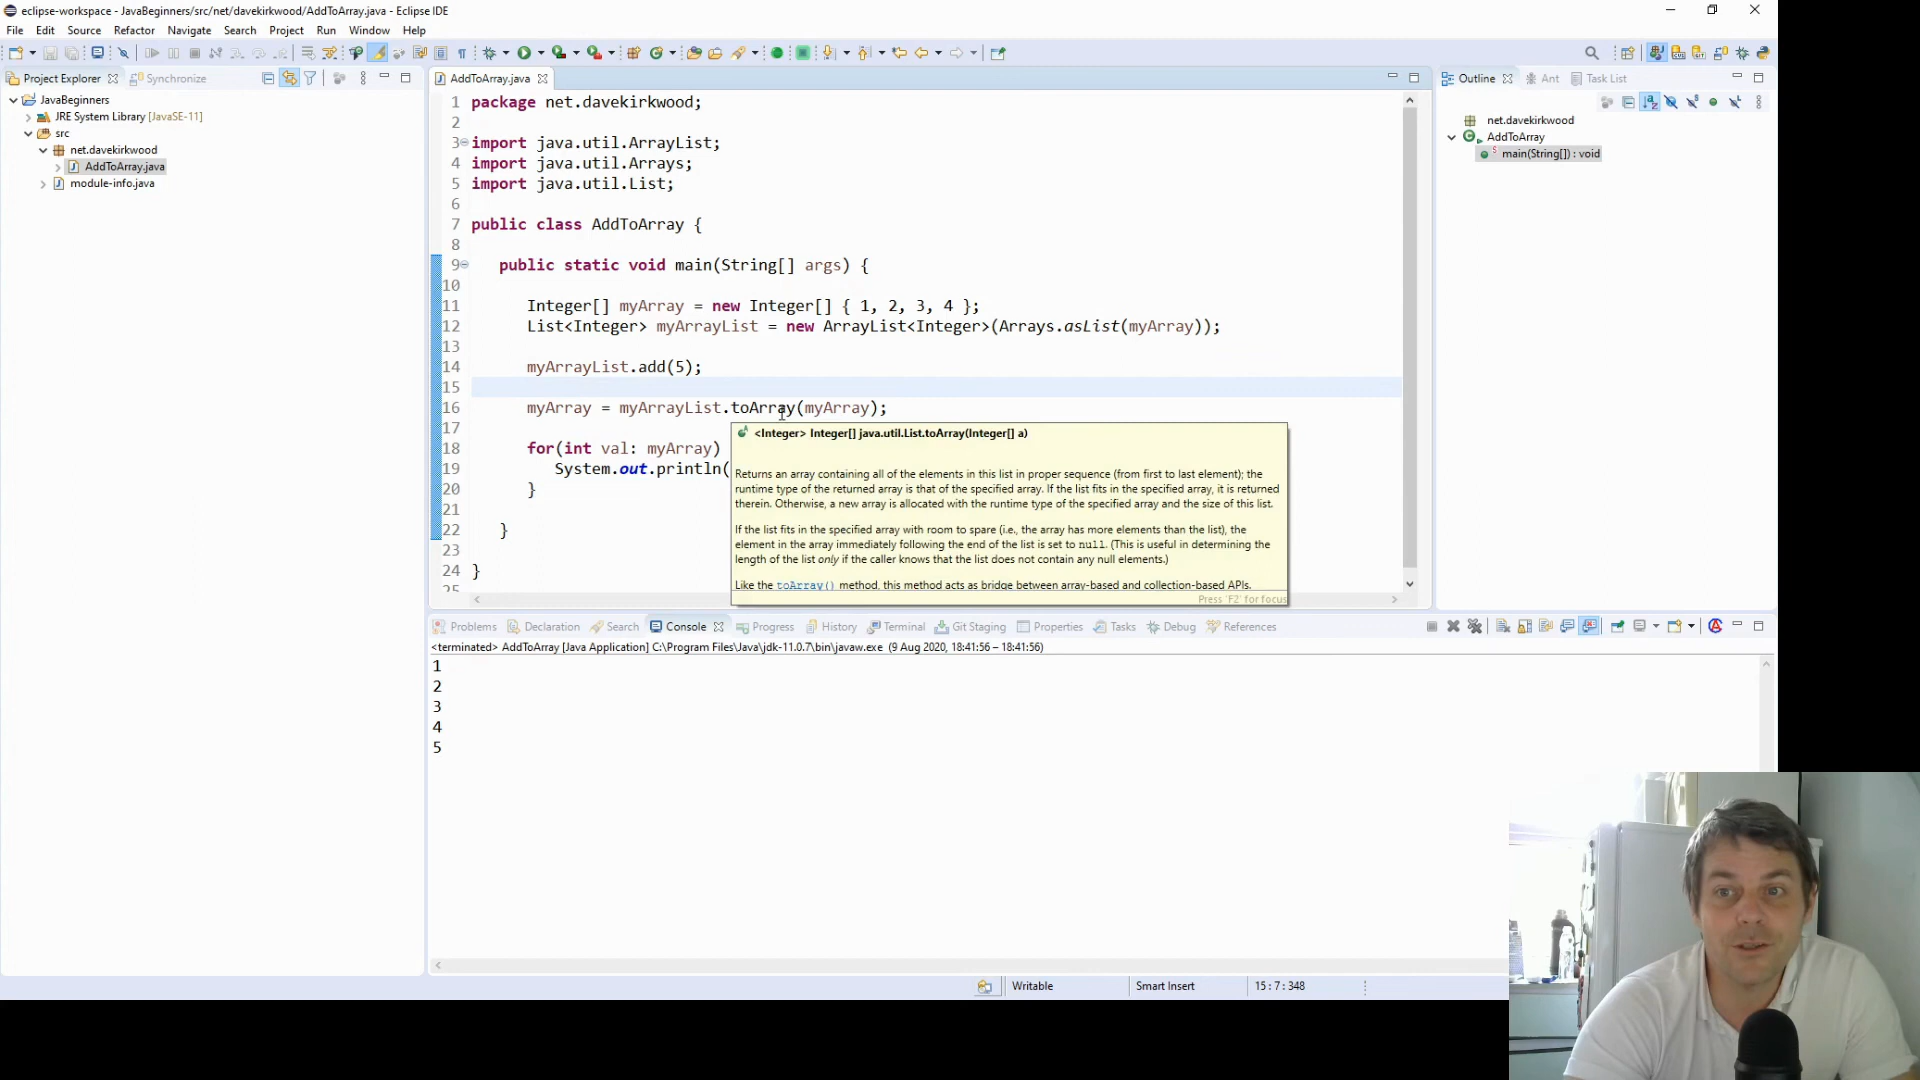 eclipse-workspace - JavaBeginners/src/net/davekirkwood/AddToArray.java - Eclipse IDE
File Edit Source Refactor Navigate Search Project Run Window Help
Project Explorer Synchronize
JavaBeginners
JRE System Library [JavaSE-11]
src
net.davekirkwood
AddToArray.java
module-info.java
AddToArray.java
1 package net.davekirkwood;
2
3 import java.util.ArrayList;
4 import java.util.Arrays;
5 import java.util.List;
6
7 public class AddToArray {
8
9 public static void main(String[] args) {
10
11 Integer[] myArray = new Integer[] { 1, 2, 3, 4 };
12 List<Integer> myArrayList = new ArrayList<Integer>(Arrays.asList(myArray));
13
14 myArrayList.add(5);
15
16 myArray = myArrayList.toArray(myArray);
17
18 for(int val: myArray)
19 System.out.println(
20 }
21
22 }
23
24 }
25
<Integer> Integer[] java.util.List.toArray(Integer[] a)
Returns an array containing all of the elements in this list in proper sequence (from first to last element); the
runtime type of the returned array is that of the specified array. If the list fits in the specified array, it is returned
therein. Otherwise, a new array is allocated with the runtime type of the specified array and the size of this list.
If the list fits in the specified array with room to spare (i.e., the array has more elements than the list), the
element in the array immediately following the end of the list is set to null. (This is useful in determining the
length of the list only if the caller knows that the list does not contain any null elements.)
Like the toArray() method, this method acts as bridge between array-based and collection-based APIs.
Press 'F2' for focus
Outline Ant Task List
net.davekirkwood
AddToArray
main(String[]) : void
Problems Declaration Search Console Progress History Terminal Git Staging Properties Tasks Debug References
<terminated> AddToArray [Java Application] C:\Program Files\Java\jdk-11.0.7\bin\javaw.exe (9 Aug 2020, 18:41:56 – 18:41:56)
1
2
3
4
5
Writable Smart Insert 15 : 7 : 348